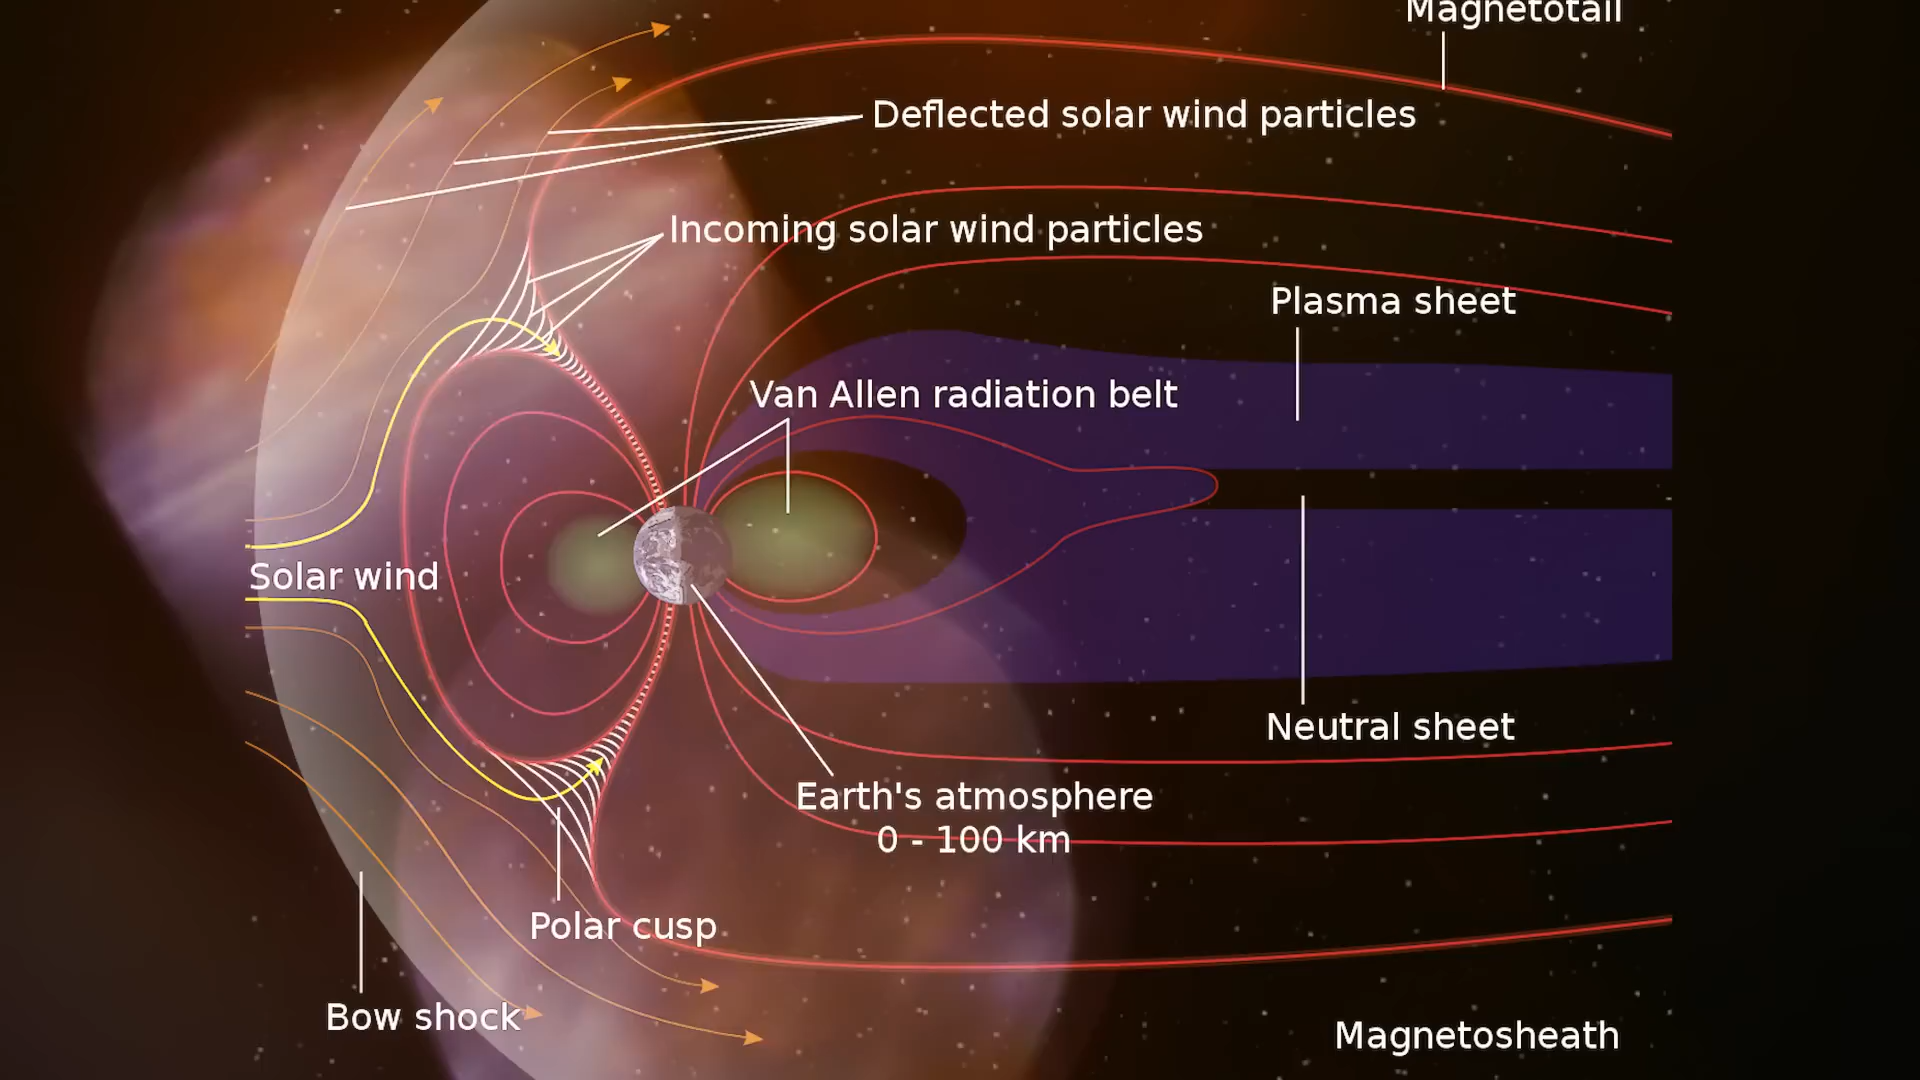 Magnetotail
Deflected solar wind particles
Incoming solar wind particles
Plasma sheet
Van Allen radiation belt
Solar wind
Neutral sheet
Earth's atmosphere
0 - 100 km
Polar cusp
Bow shock
Magnetosheath